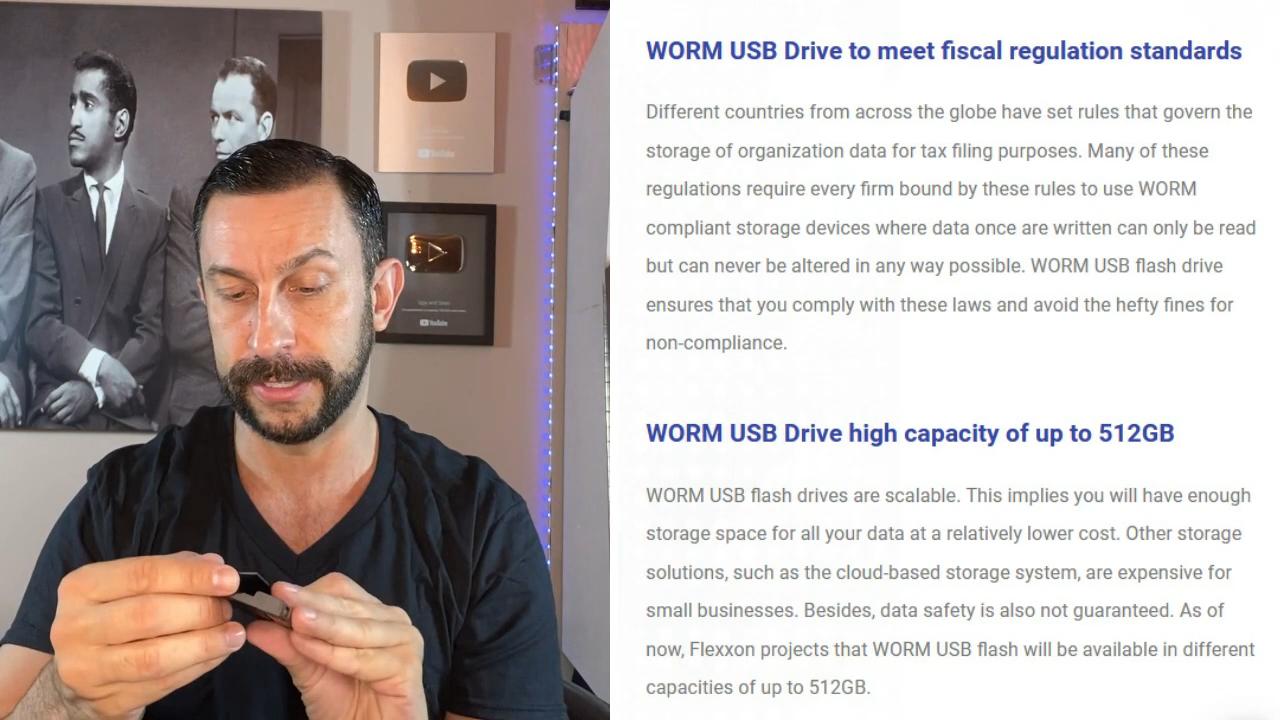 YouTube
Spy and Seek
YouTube
WORM USB Drive to meet fiscal regulation standards
Different countries from across the globe have set rules that govern the
storage of organization data for tax filing purposes. Many of these
regulations require every firm bound by these rules to use WORM
compliant storage devices where data once are written can only be read
but can never be altered in any way possible. WORM USB flash drive
ensures that you comply with these laws and avoid the hefty fines for
non-compliance.
WORM USB Drive high capacity of up to 512GB
WORM USB flash drives are scalable. This implies you will have enough
storage space for all your data at a relatively lower cost. Other storage
solutions, such as the cloud-based storage system, are expensive for
small businesses. Besides, data safety is also not guaranteed. As of
now, Flexxon projects that WORM USB flash will be available in different
capacities of up to 512GB.